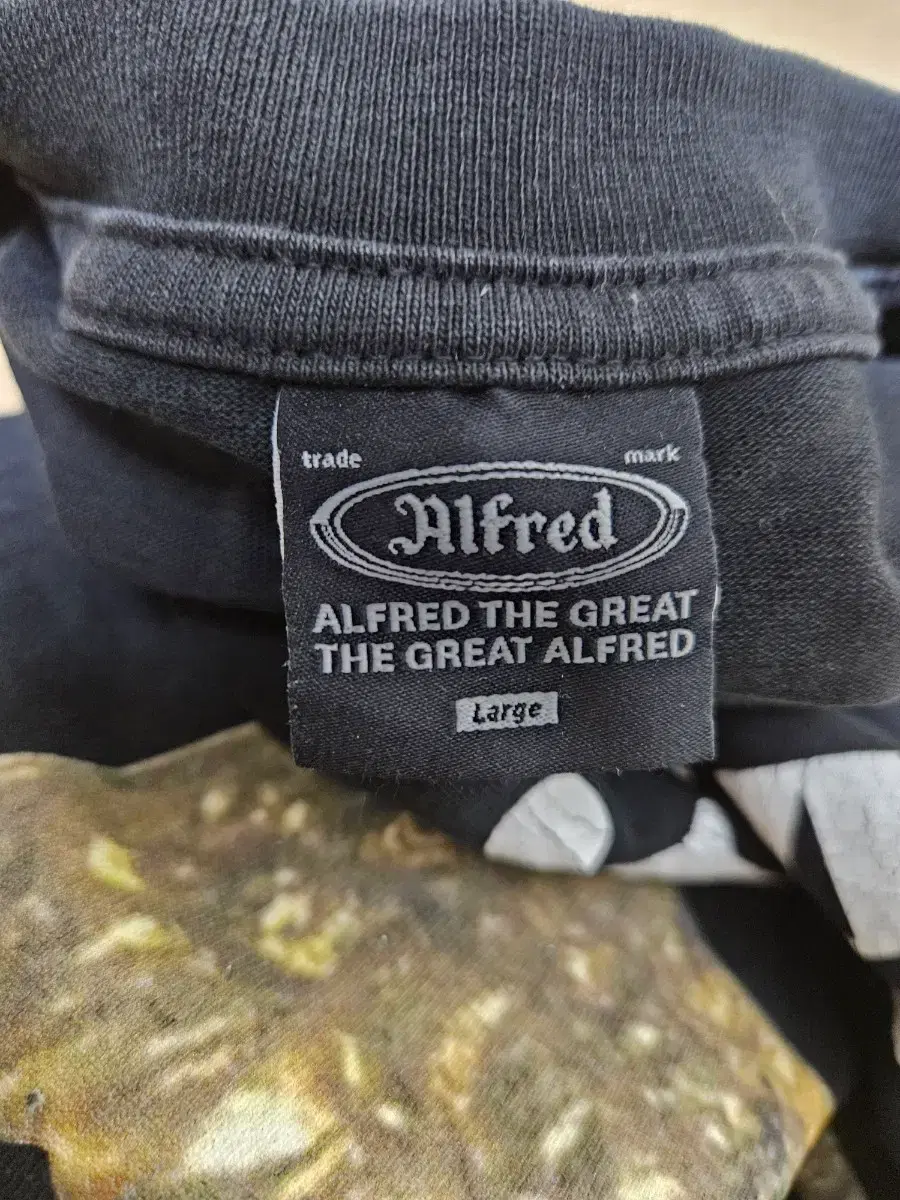 trade mark
Alfred
ALFRED THE GREAT
THE GREAT ALFRED
Large